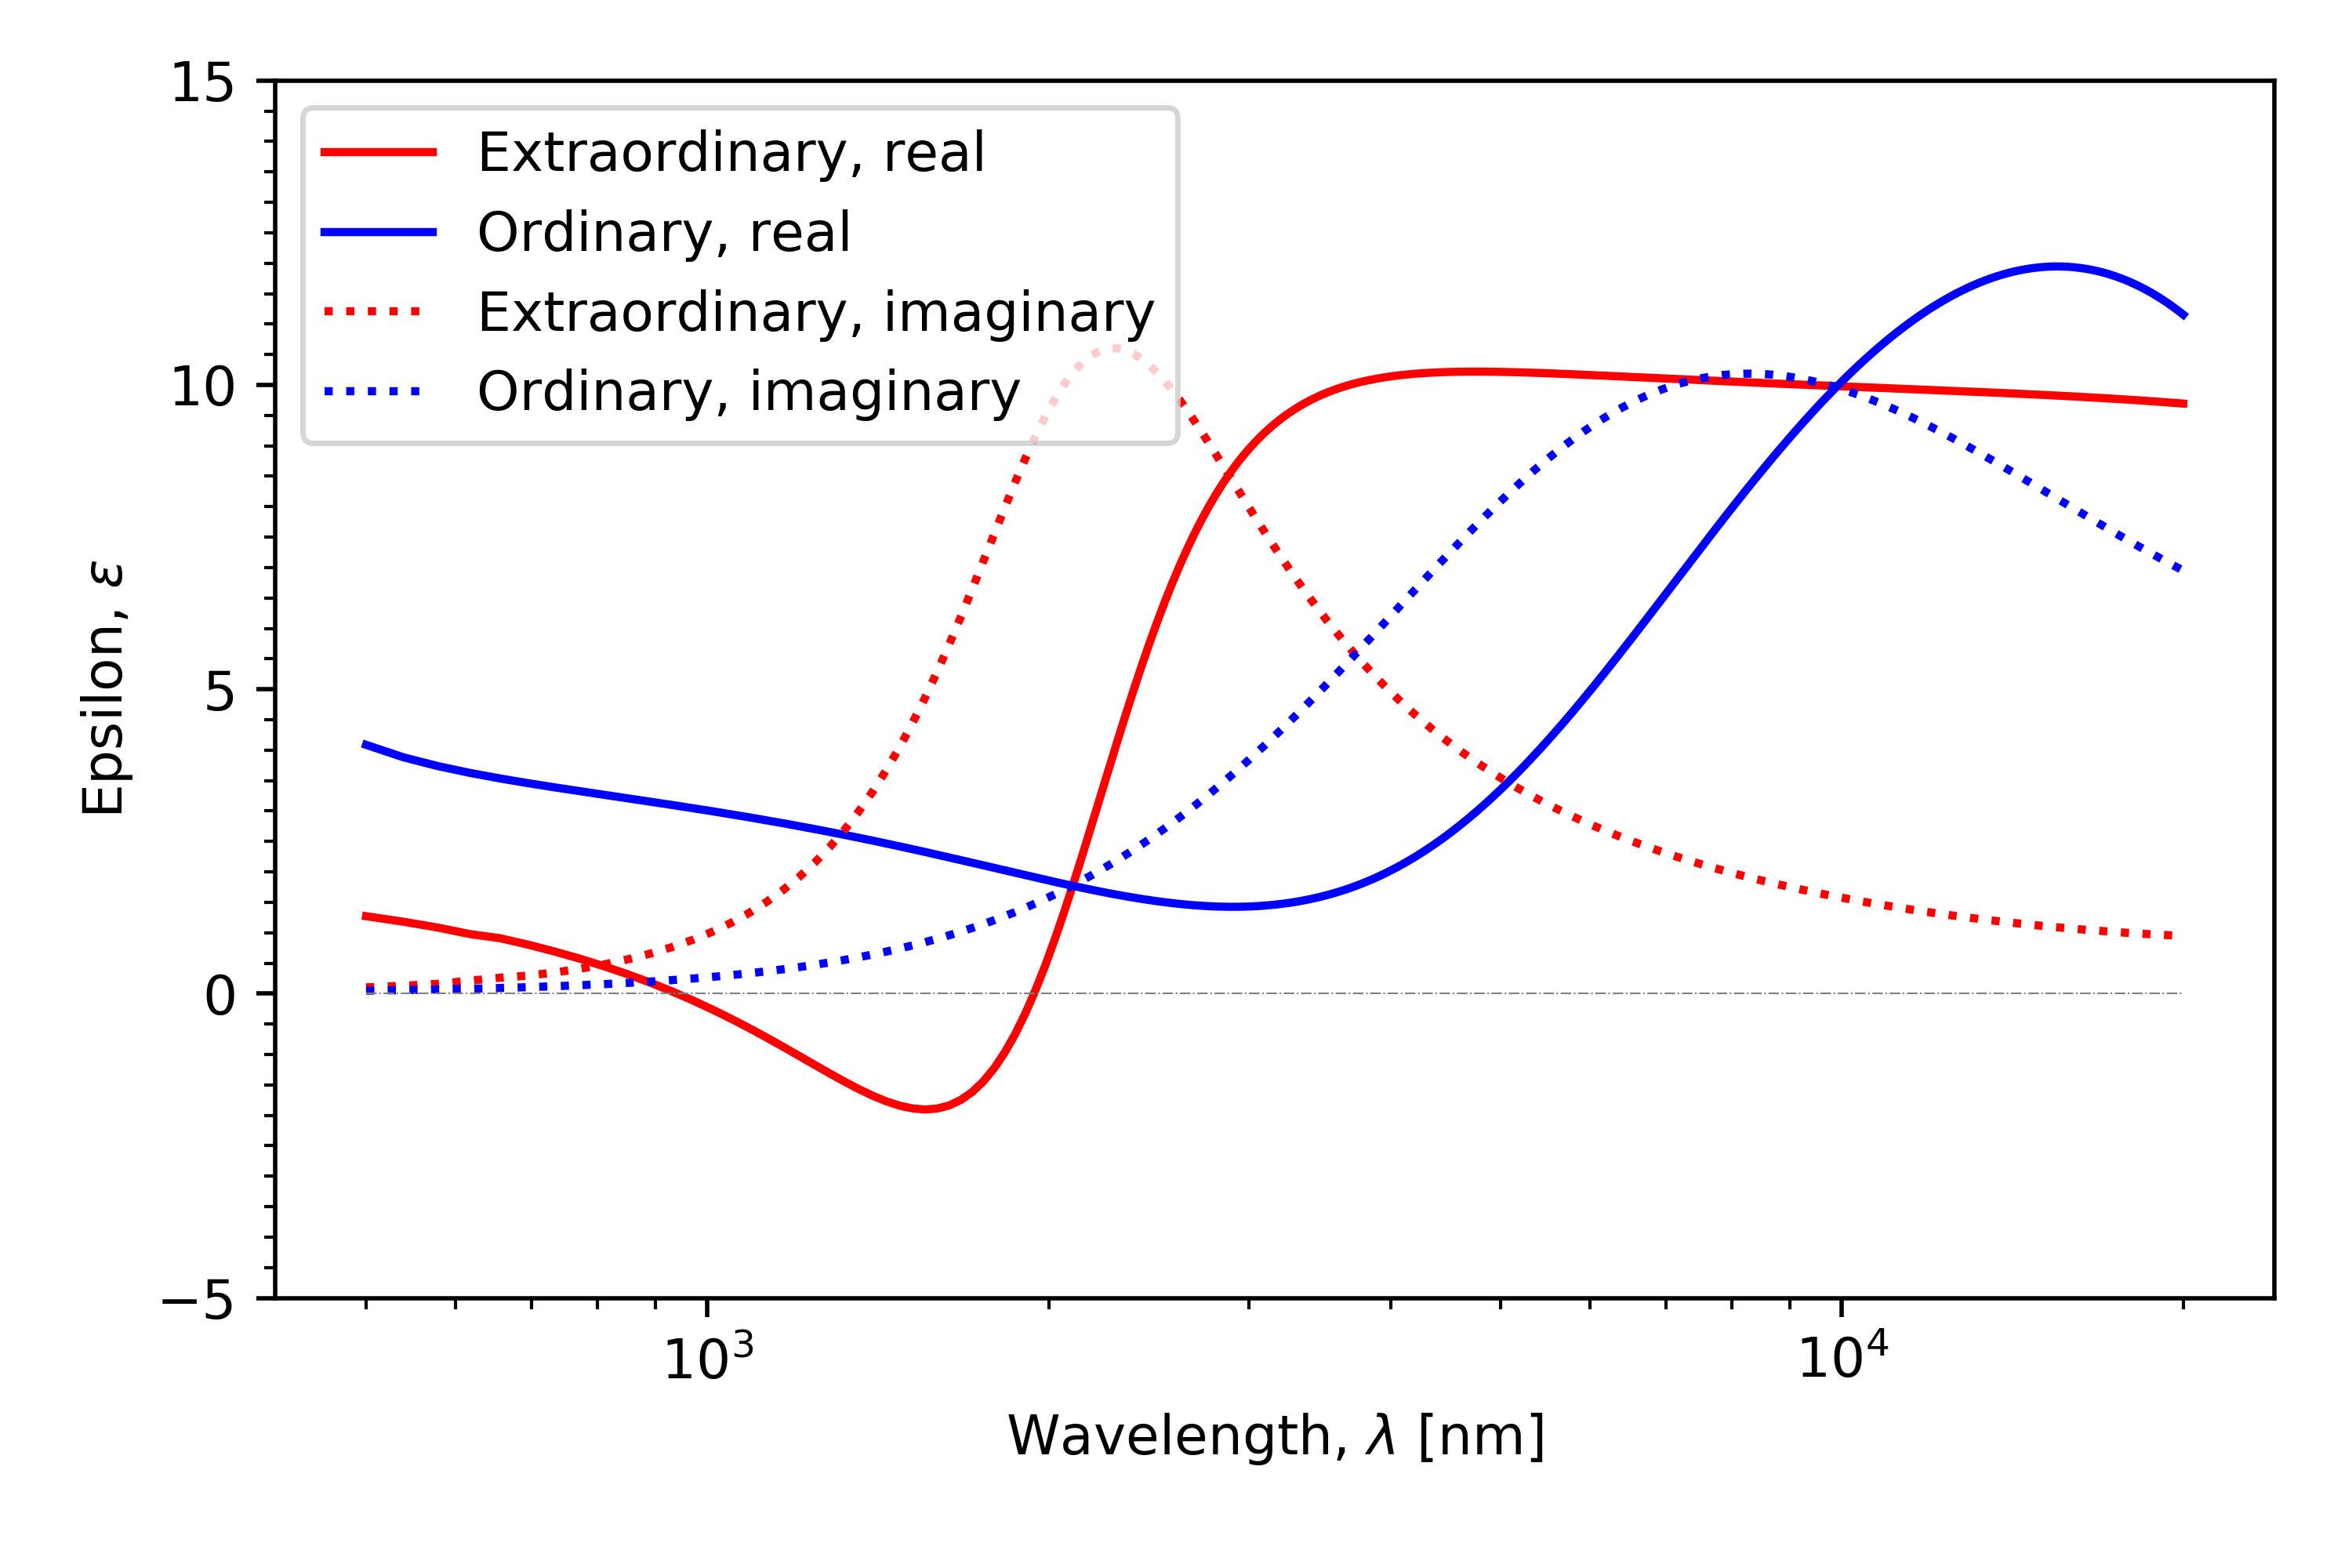 15
10
5
0
−5
Epsilon, ε
Extraordinary, real
Ordinary, real
Extraordinary, imaginary
Ordinary, imaginary
10³
10⁴
Wavelength, λ [nm]